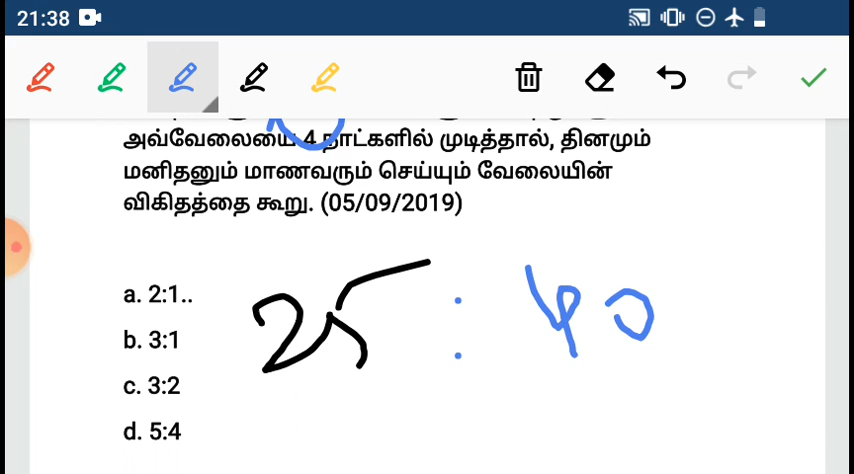 21:38
அவ்வேலையை 4 நாட்களில் முடித்தால், தினமும்
மனிதனும் மாணவரும் செய்யும் வேலையின்
விகிதத்தை கூறு. (05/09/2019)
a. 2:1..
25 : 40
b. 3:1
c. 3:2
d. 5:4